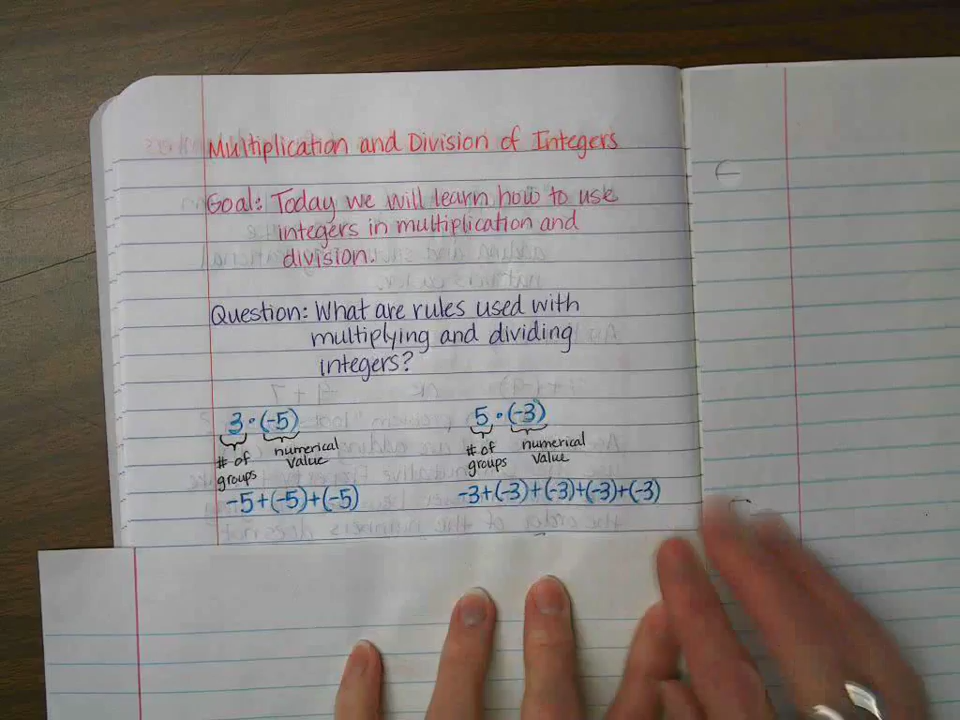 Multiplication and Division of Integers
Goal: Today we will learn how to use
integers in multiplication and
division.
Question: What are rules used with
multiplying and dividing
integers?
3 · (-5)
# of
groups
numerical
value
-5+(-5)+(-5)
5 · (-3)
# of
groups
numerical
value
-3+(-3)+(-3)+(-3)+(-3)